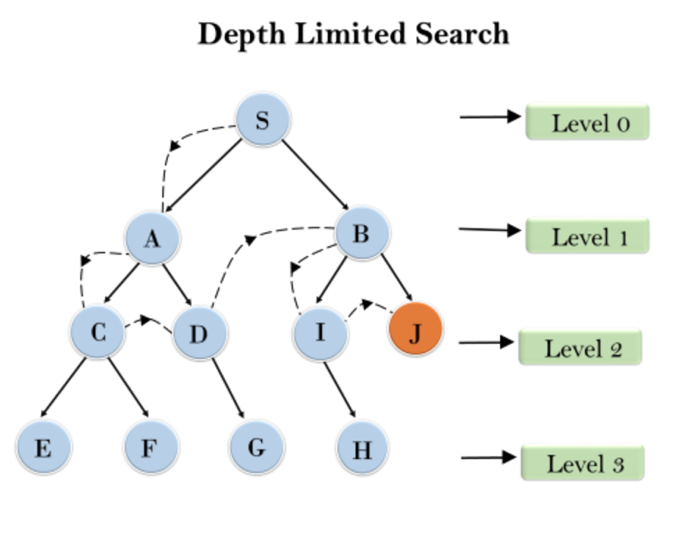 Depth Limited Search
S
Level 0
A
B
Level 1
C
D
I
J
Level 2
E
F
G
H
Level 3